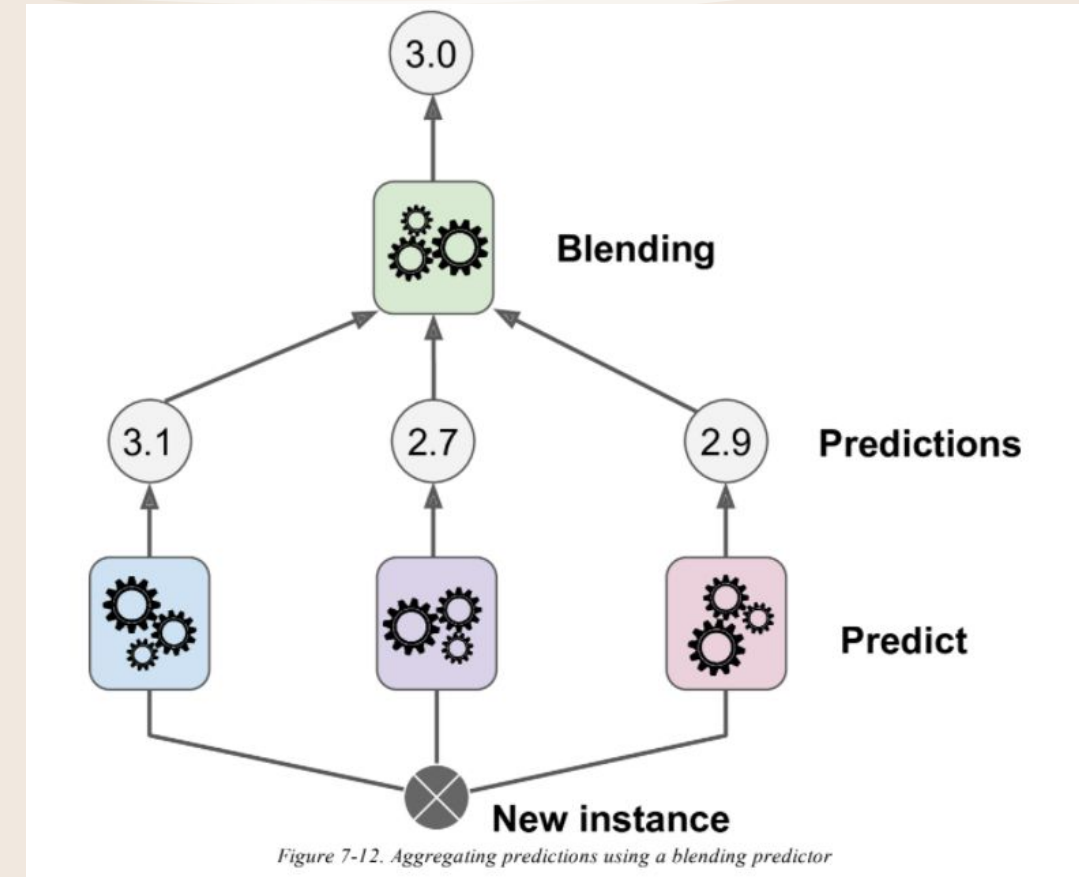 3.0
Blending
3.1 2.7 2.9 Predictions
Predict
New instance
Figure 7-12. Aggregating predictions using a blending predictor